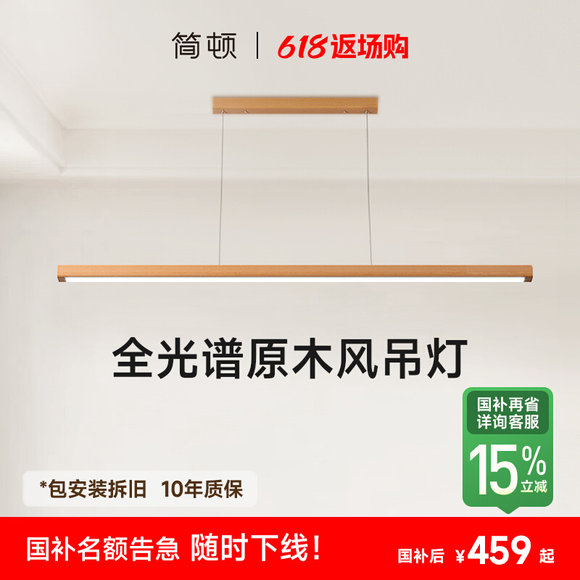 简顿 | 618返场购
全光谱原木风吊灯
国补再省
详询客服
15%
立减
*包安装拆旧 10年质保
国补名额告急 随时下线!
国补后 ¥459 起